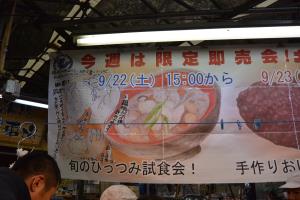 今週は限定即売会!
9/22(土) 15:00から
9/23
旬のひっつみ試食会!
手作りおに